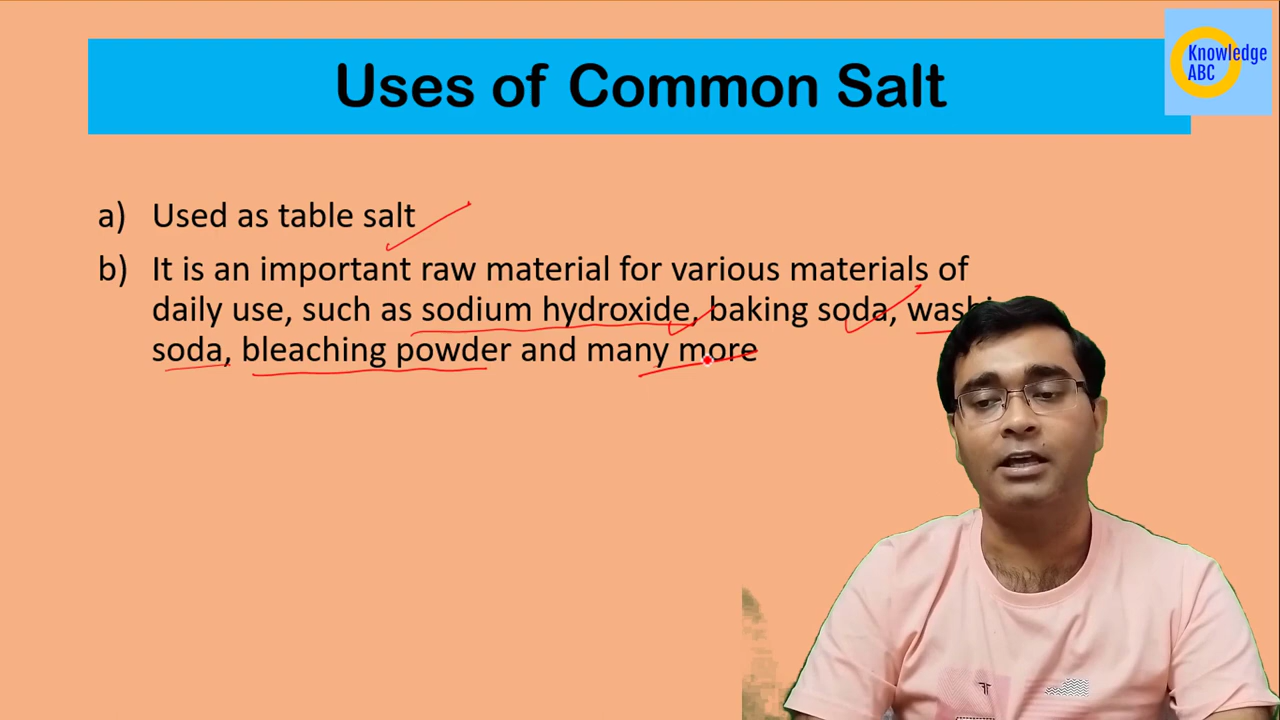 Uses of Common Salt
Knowledge
ABC
a) Used as table salt
b) It is an important raw material for various materials of
daily use, such as sodium hydroxide, baking soda,
soda, bleaching powder and many more